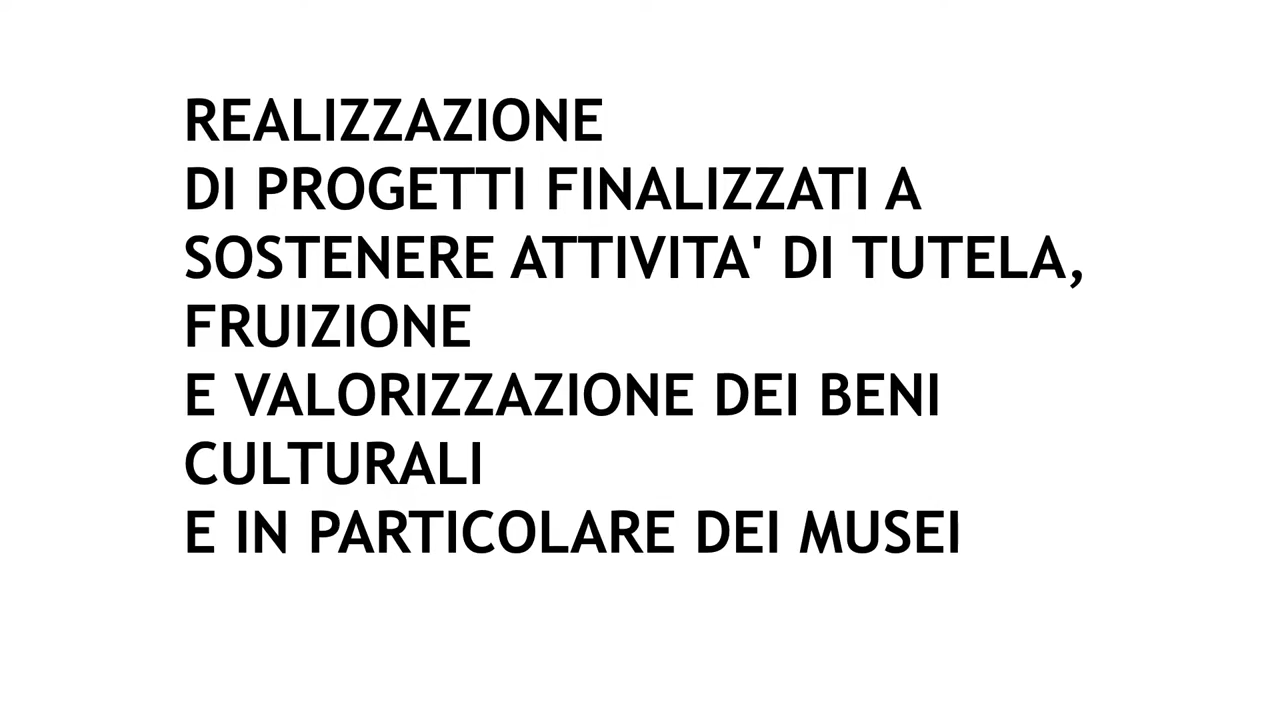 REALIZZAZIONE
DI PROGETTI FINALIZZATI A
SOSTENERE ATTIVITA' DI TUTELA,
FRUIZIONE
E VALORIZZAZIONE DEI BENI
CULTURALI
E IN PARTICOLARE DEI MUSEI